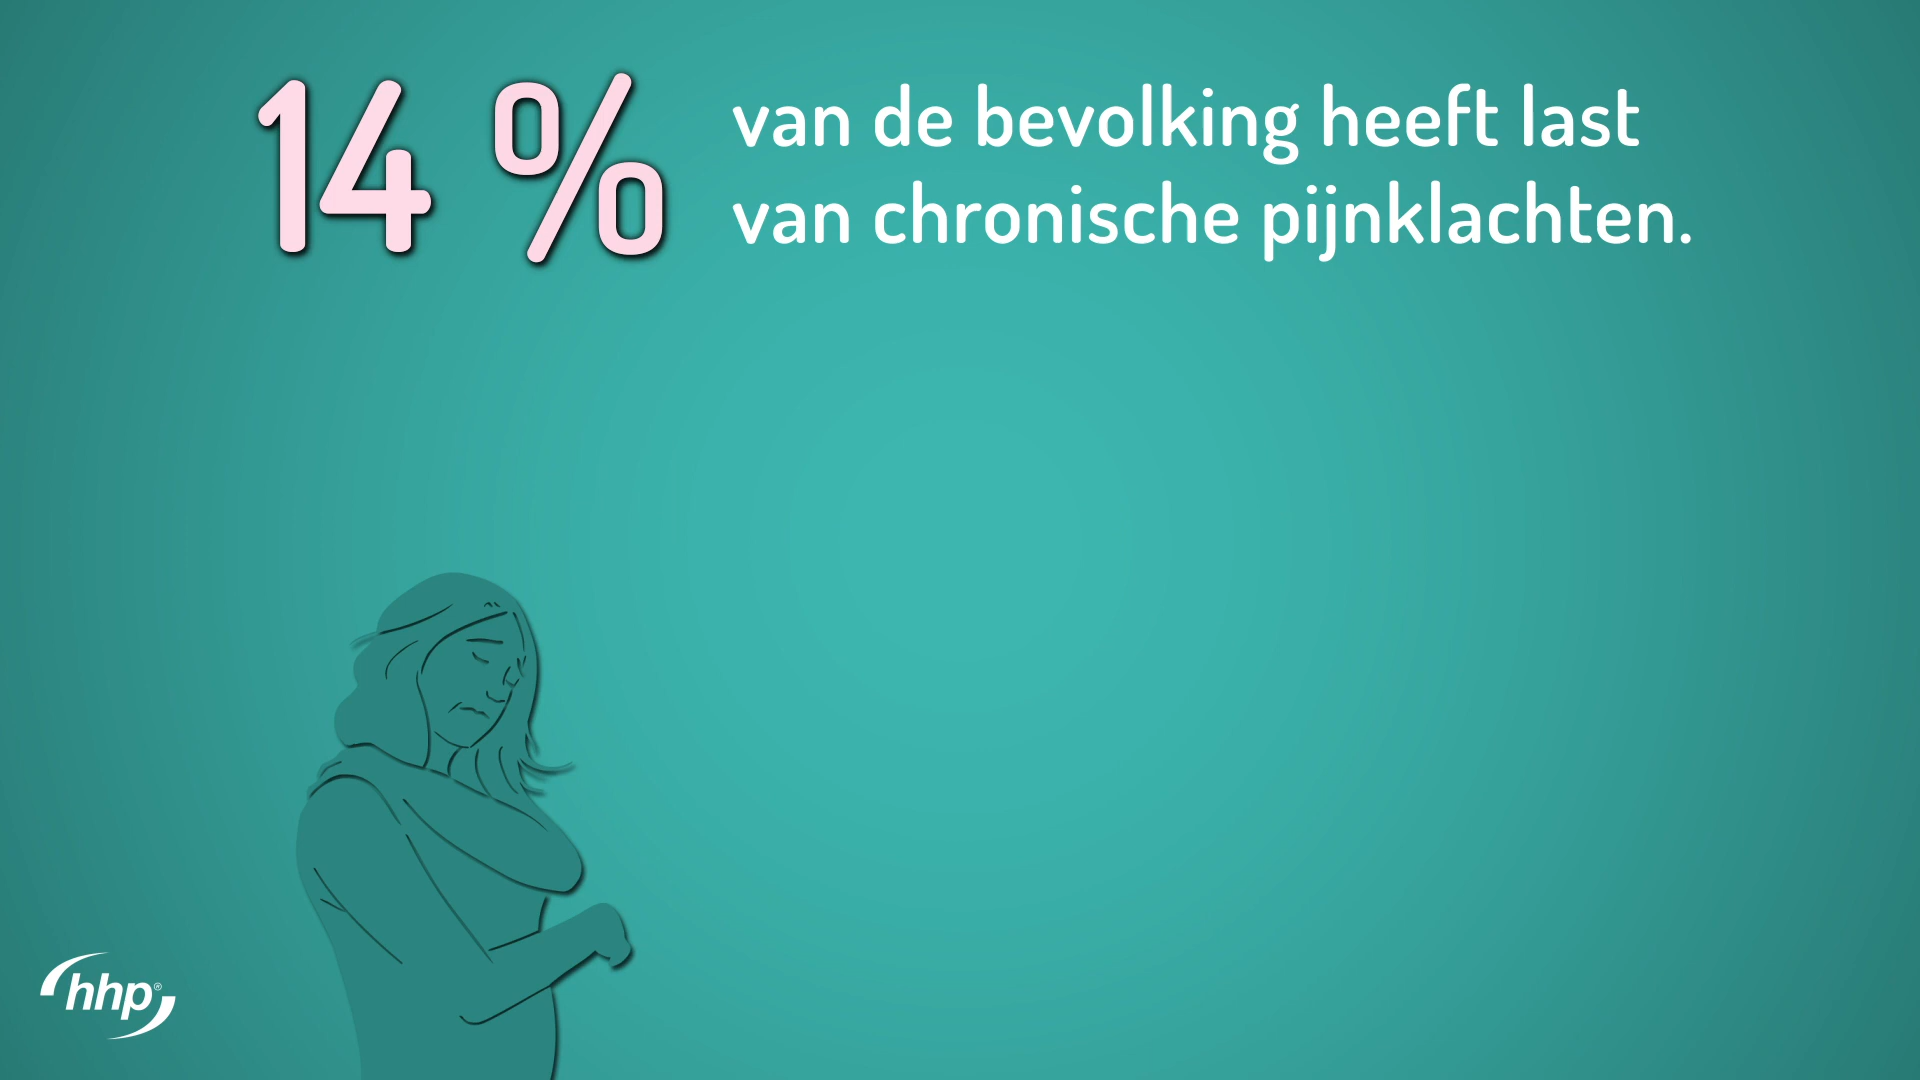 14 % van de bevolking heeft last
van chronische pijnklachten.
hhp®